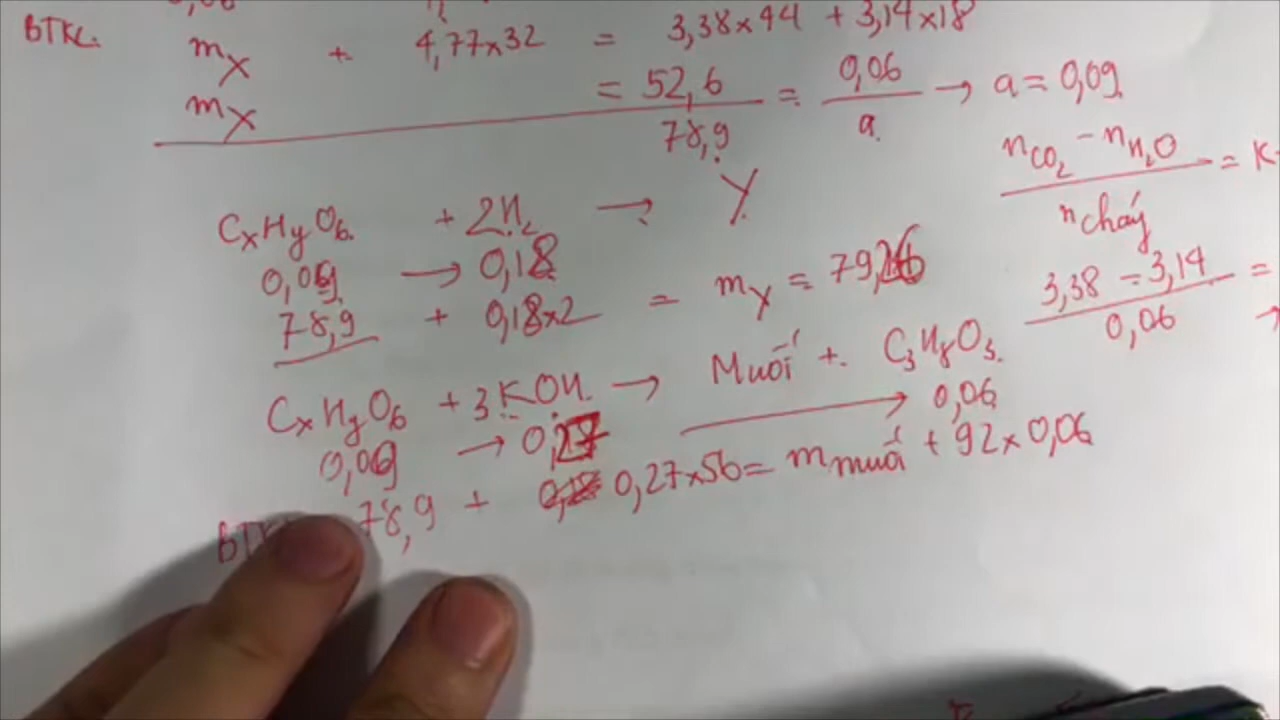 BTKL: mX + 4,77x32 = 3,38x44 + 3,14x18
mX = 52,6/78,9 = 0,06/a → a = 0,09
CxHyO6 + 2H2 → Y
0,09 → 0,18
78,9 + 0,18x2 = mY = 79,26
(nCO2 - nH2O)/n cháy = K
(3,38 - 3,14)/0,06 =
CxHyO6 + 3KOH → Muối + C3H8O3
0,09 → 0,27 → 0,06
78,9 + 0,27x56 = m muối + 92x0,06